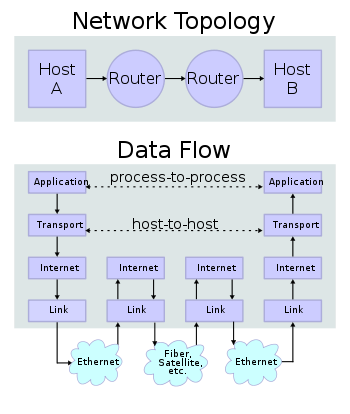 Network Topology
Host
A
Router
Router
Host
B
Data Flow
Application
process-to-process
Application
Transport
host-to-host
Transport
Internet
Internet
Internet
Internet
Link
Link
Link
Link
Ethernet
Fiber,
Satellite,
etc.
Ethernet